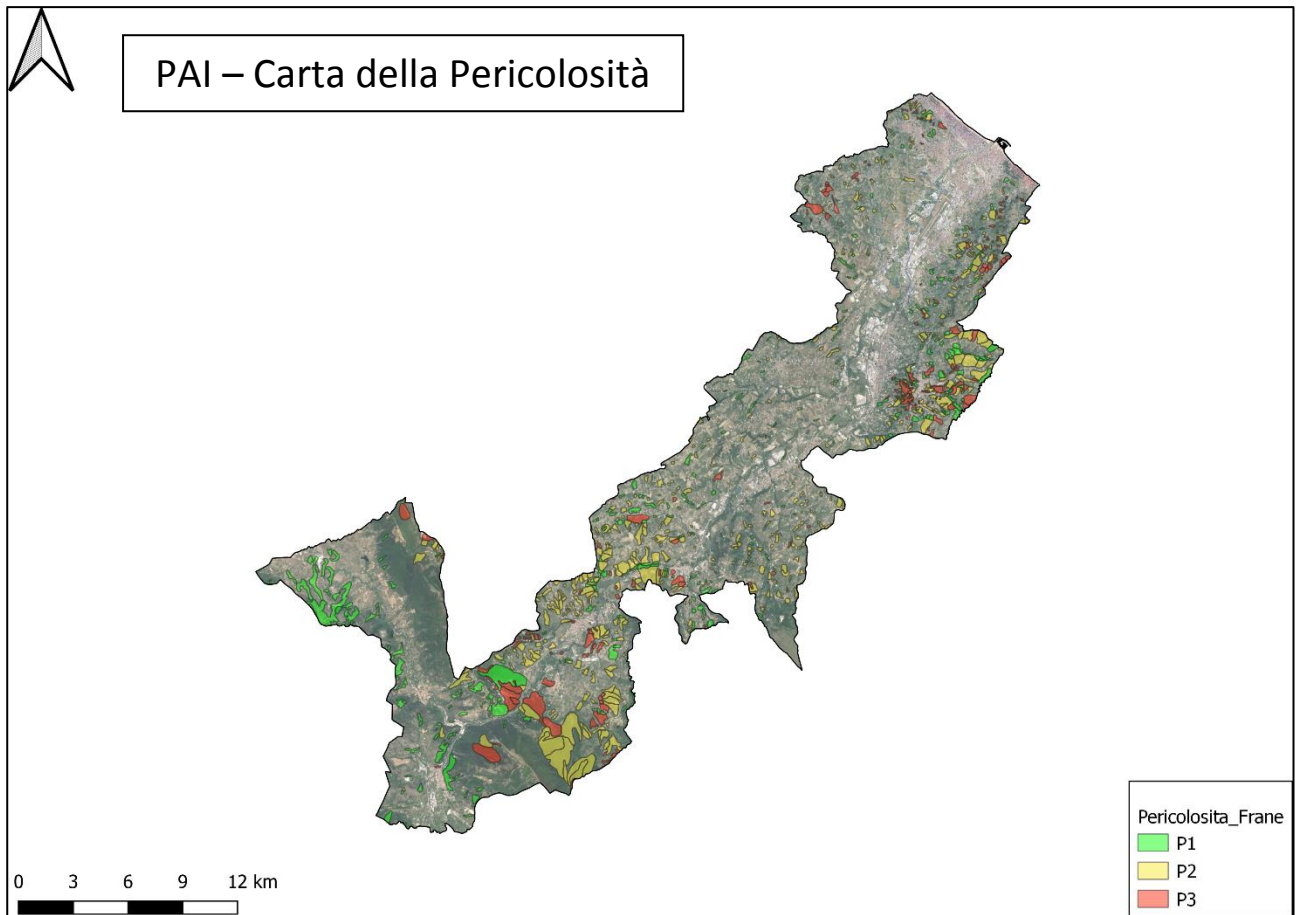 PAI – Carta della Pericolosità
Pericolosita_Frane
P1
P2
P3
0 3 6 9 12 km